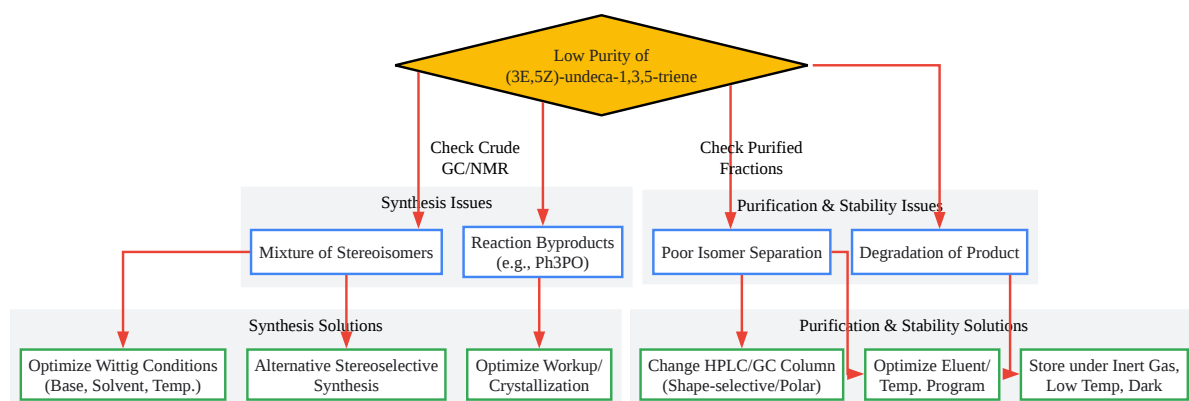 Low Purity of
(3E,5Z)-undeca-1,3,5-triene
Check Crude
GC/NMR
Check Purified
Fractions
Synthesis Issues
Purification & Stability Issues
Mixture of Stereoisomers
Reaction Byproducts
(e.g., Ph3PO)
Poor Isomer Separation
Degradation of Product
Synthesis Solutions
Purification & Stability Solutions
Optimize Wittig Conditions
(Base, Solvent, Temp.)
Alternative Stereoselective
Synthesis
Optimize Workup/
Crystallization
Change HPLC/GC Column
(Shape-selective/Polar)
Optimize Eluent/
Temp. Program
Store under Inert Gas,
Low Temp, Dark